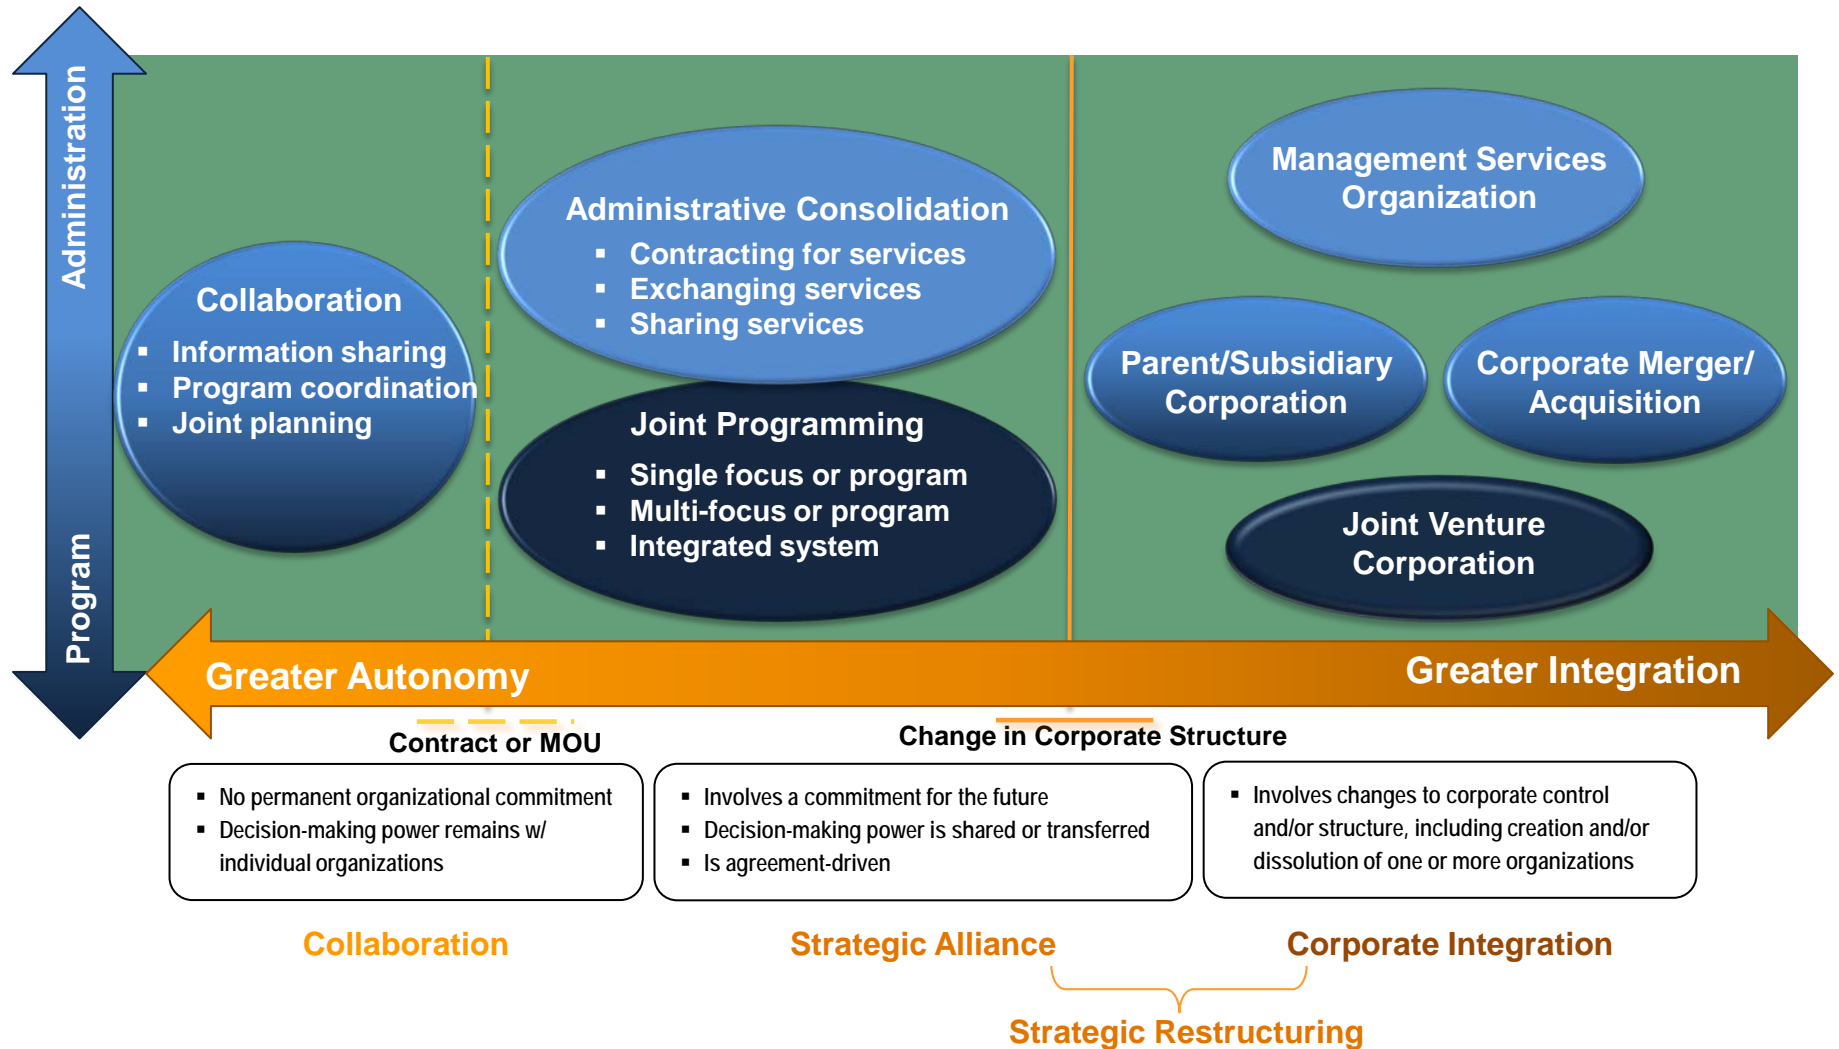 Administration
Program
Collaboration
▪ Information sharing
▪ Program coordination
▪ Joint planning
Administrative Consolidation
▪ Contracting for services
▪ Exchanging services
▪ Sharing services
Joint Programming
▪ Single focus or program
▪ Multi-focus or program
▪ Integrated system
Management Services
Organization
Parent/Subsidiary
Corporation
Corporate Merger/
Acquisition
Joint Venture
Corporation
Greater Autonomy
Greater Integration
Contract or MOU
Change in Corporate Structure
▪ No permanent organizational commitment
▪ Decision-making power remains w/
individual organizations
▪ Involves a commitment for the future
▪ Decision-making power is shared or transferred
▪ Is agreement-driven
▪ Involves changes to corporate control
and/or structure, including creation and/or
dissolution of one or more organizations
Collaboration
Strategic Alliance
Corporate Integration
Strategic Restructuring